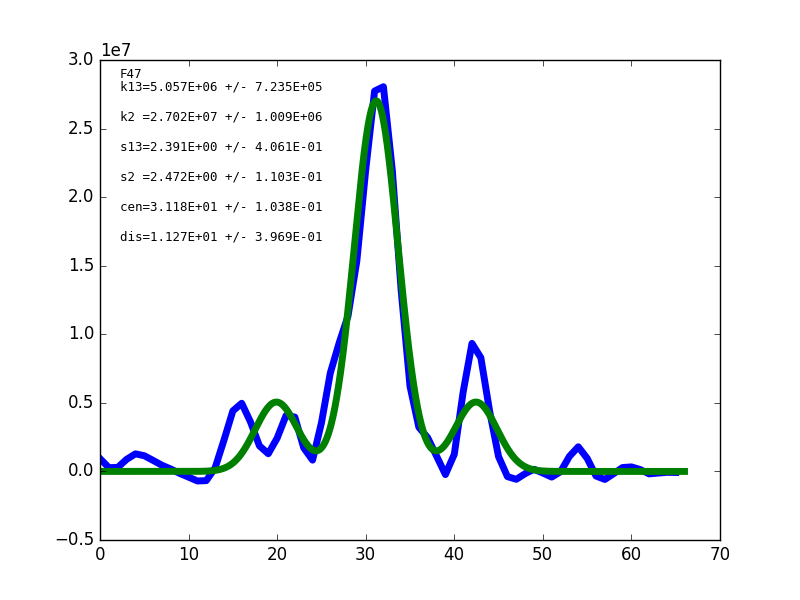 1e7
3.0
2.5
2.0
1.5
1.0
0.5
0.0
−0.5
F47
k13=5.057E+06 +/- 7.235E+05
k2 =2.702E+07 +/- 1.009E+06
s13=2.391E+00 +/- 4.061E-01
s2 =2.472E+00 +/- 1.103E-01
cen=3.118E+01 +/- 1.038E-01
dis=1.127E+01 +/- 3.969E-01
0 10 20 30 40 50 60 70